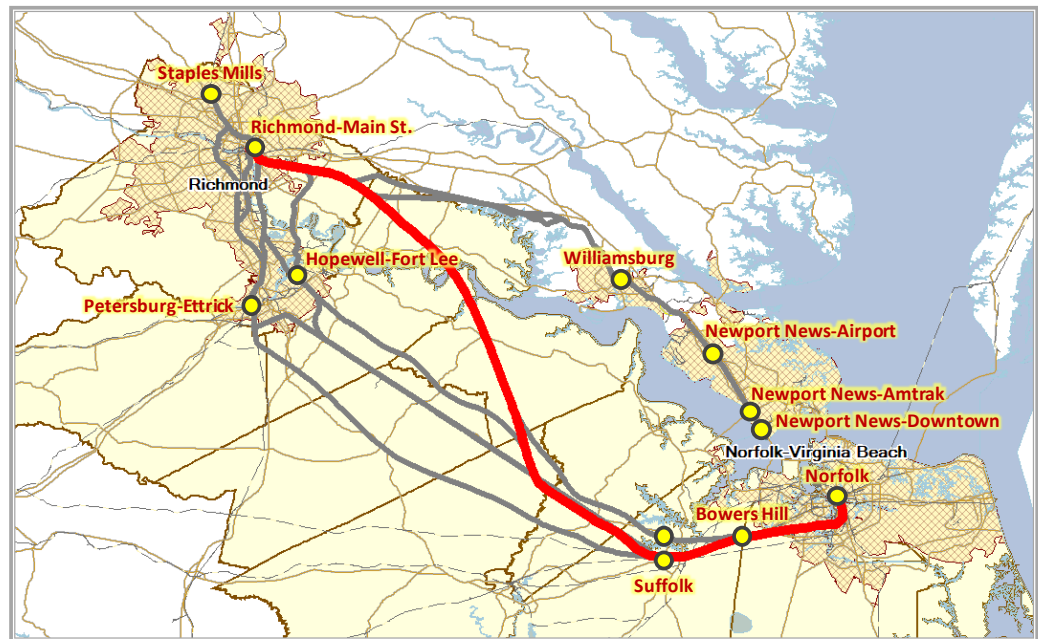 Staples Mills
Richmond-Main St.
Richmond
Hopewell-Fort Lee
Williamsburg
Petersburg-Ettrick
Newport News-Airport
Newport News-Amtrak
Newport News-Downtown
Norfolk-Virginia Beach
Norfolk
Bowers Hill
Suffolk